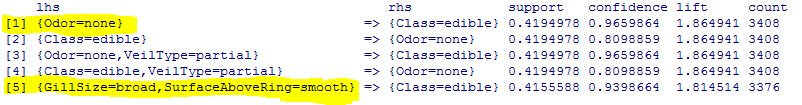 lhs rhs support confidence lift count
[1] {Odor=none} => {Class=edible} 0.4194978 0.9659864 1.864941 3408
[2] {Class=edible} => {Odor=none} 0.4194978 0.8098859 1.864941 3408
[3] {Odor=none,VeilType=partial} => {Class=edible} 0.4194978 0.9659864 1.864941 3408
[4] {Class=edible,VeilType=partial} => {Odor=none} 0.4194978 0.8098859 1.864941 3408
[5] {GillSize=broad,SurfaceAboveRing=smooth} => {Class=edible} 0.4155588 0.9398664 1.814514 3376